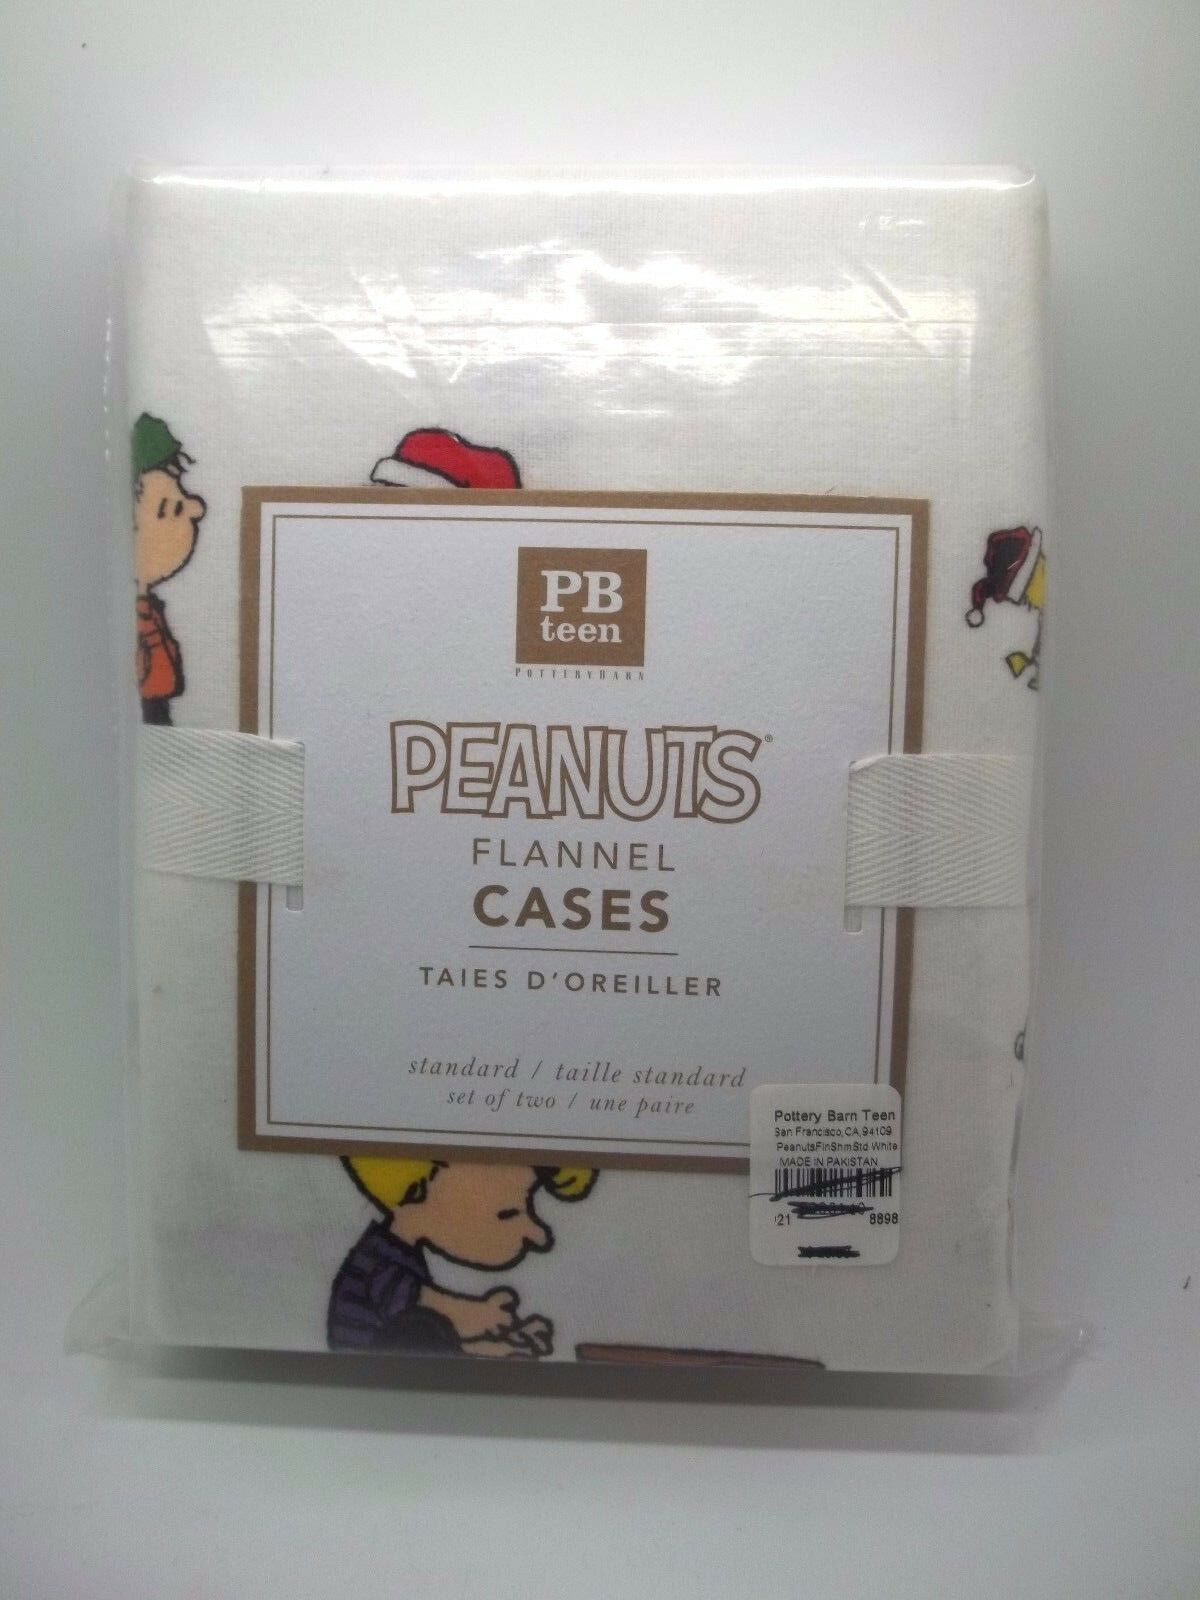 PB
teen
POTTERYBARN
PEANUTS®
FLANNEL
CASES
TAIES D'OREILLER
standard / taille standard
set of two / une paire
Pottery Barn Teen
San Francisco,CA,94109
PeanutsFlnShmStd White
MADE IN PAKISTAN
21 8898